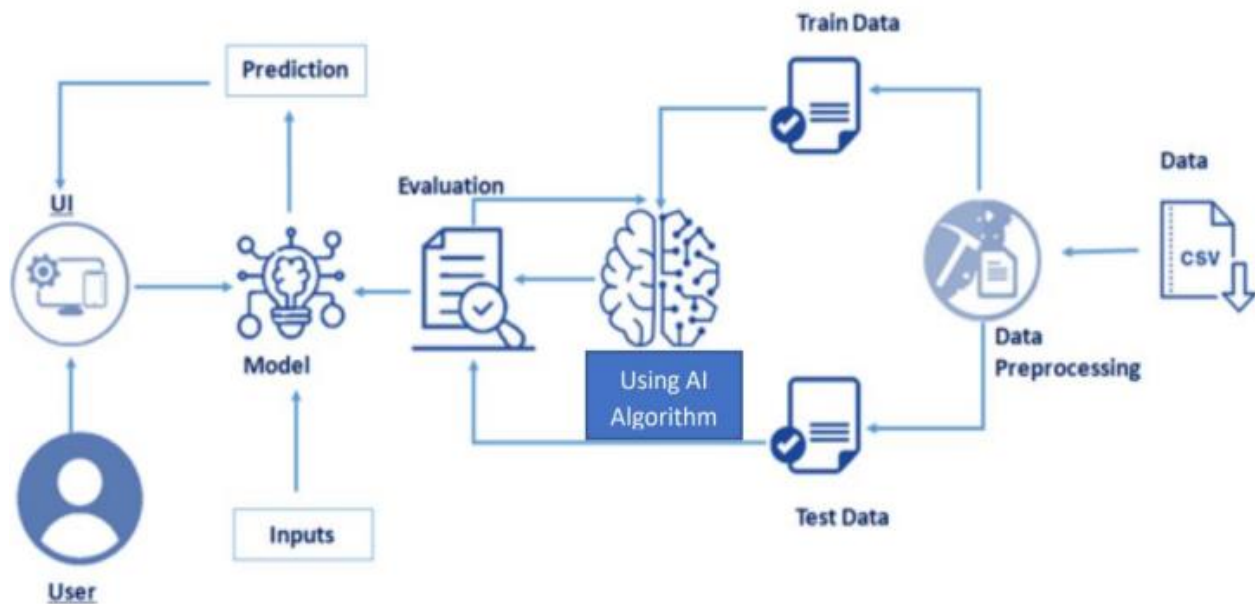 Train Data
Prediction
Data
Evaluation
UI
CSV
Model
Using AI
Algorithm
Data
Preprocessing
Inputs
Test Data
User